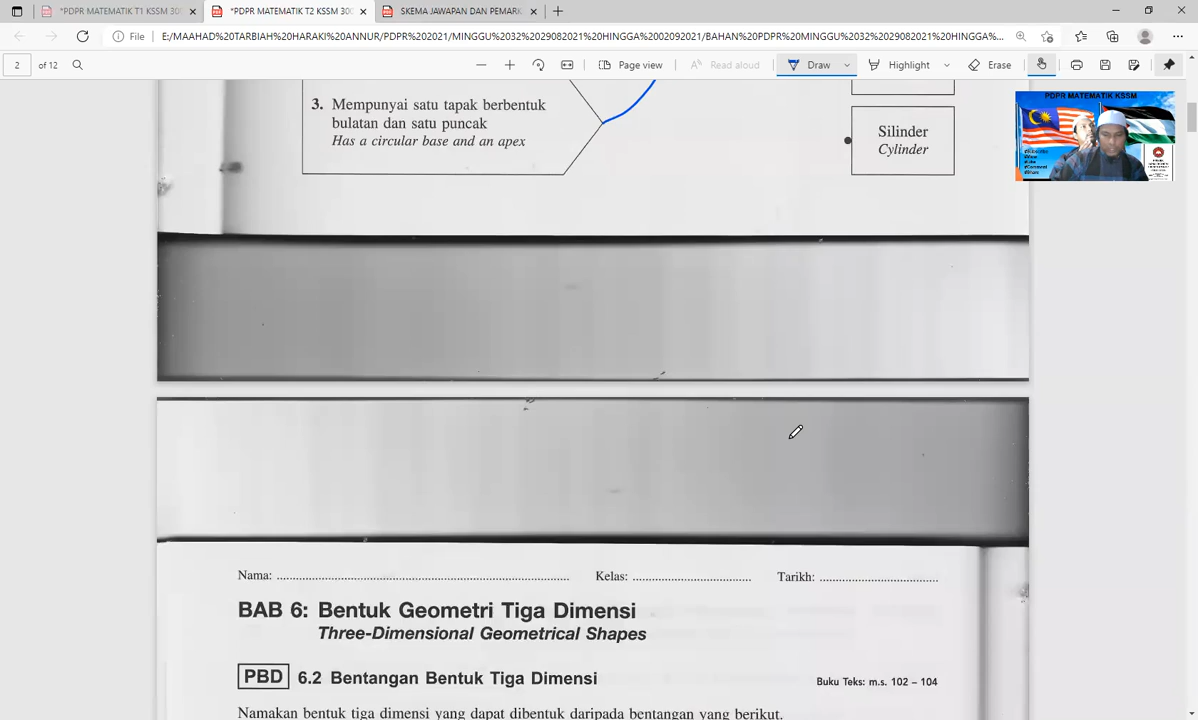 *PDPR MATEMATIK T1 KSSM 30
*PDPR MATEMATIK T2 KSSM 300
SKEMA JAWAPAN DAN PEMARK
File
E:/MAAHAD%20TARBIAH%20HARAKI%20ANNUR/PDPR%202021/MINGGU%2032%2029082021%20HINGGA%2002092021/BAHAN%20PDPR%20MINGGU%2032%2029082021%20HINGGA%...
2 of 12
Page view
Read aloud
Draw
Highlight
Erase
PDPR MATEMATIK KSSM
3. Mempunyai satu tapak berbentuk
bulatan dan satu puncak
Has a circular base and an apex
Silinder
Cylinder
Nama: Kelas: Tarikh:
BAB 6: Bentuk Geometri Tiga Dimensi
Three-Dimensional Geometrical Shapes
PBD 6.2 Bentangan Bentuk Tiga Dimensi
Buku Teks: m.s. 102 – 104
Namakan bentuk tiga dimensi yang dapat dibentuk daripada bentangan yang berikut.